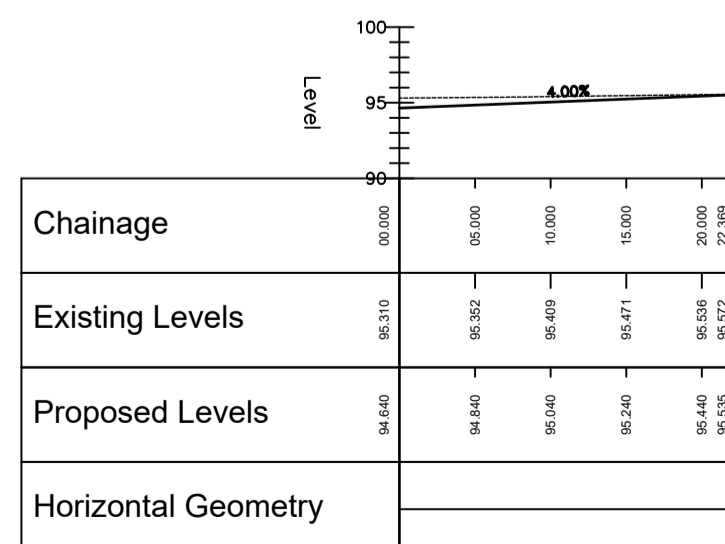 100
Level
4.00%
95
90
Chainage 00.000 05.000 10.000 15.000 20.000 22.369
Existing Levels 95.310 95.352 95.409 95.471 95.536 95.572
Proposed Levels 94.640 94.840 95.040 95.240 95.440 95.535
Horizontal Geometry